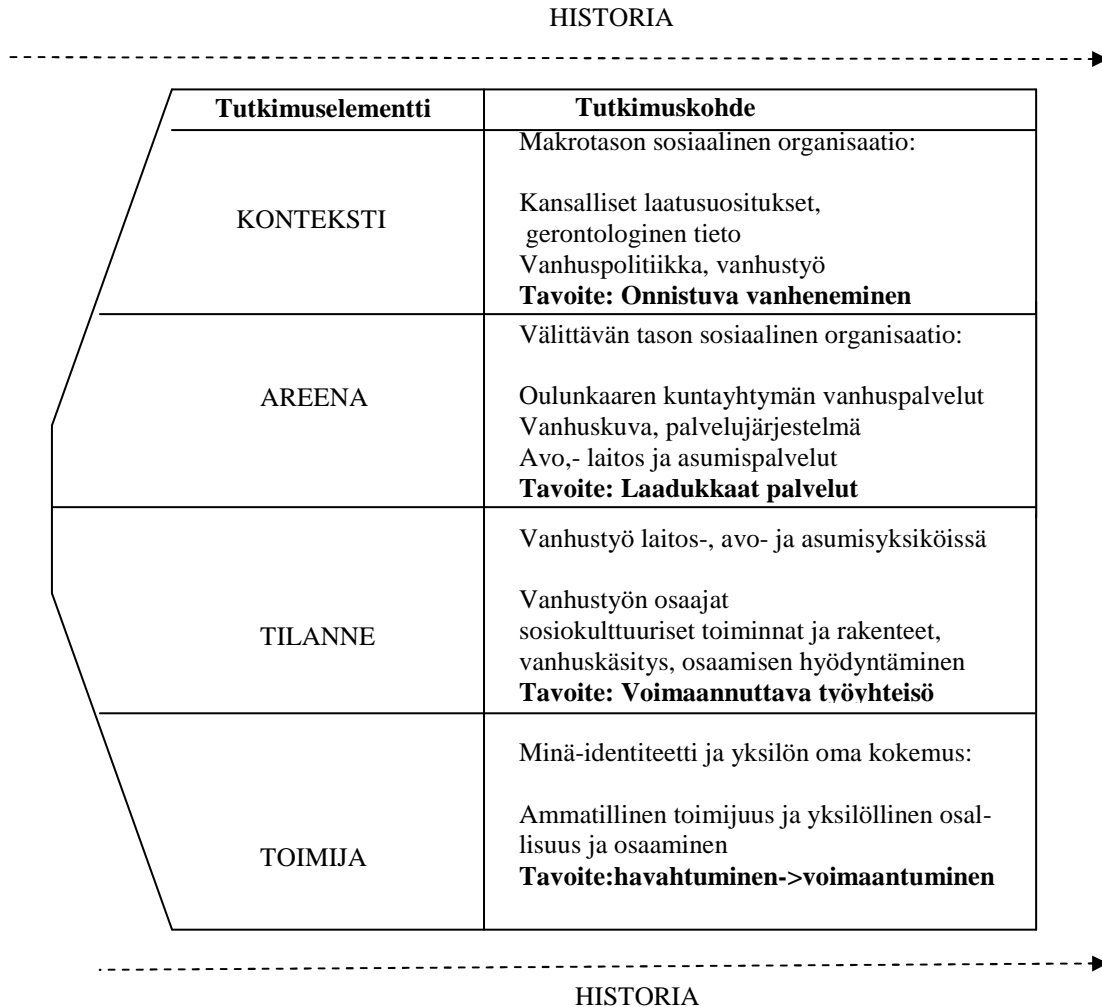 HISTORIA
Tutkimuselementti
Tutkimuskohde
KONTEKSTI
Makrotason sosiaalinen organisaatio:
Kansalliset laatusuositukset,
gerontologinen tieto
Vanhuspolitiikka, vanhustyö
Tavoite: Onnistuva vanheneminen
AREENA
Välittävän tason sosiaalinen organisaatio:
Oulunkaaren kuntayhtymän vanhuspalvelut
Vanhuskuva, palvelujärjestelmä
Avo,- laitos ja asumispalvelut
Tavoite: Laadukkaat palvelut
TILANNE
Vanhustyö laitos-, avo- ja asumisyksiköissä
Vanhustyön osaajat
sosiokulttuuriset toiminnat ja rakenteet,
vanhuskäsitys, osaamisen hyödyntäminen
Tavoite: Voimaannuttava työyhteisö
TOIMIJA
Minä-identiteetti ja yksilön oma kokemus:
Ammatillinen toimijuus ja yksilöllinen osal-
lisuus ja osaaminen
Tavoite:havahtuminen->voimaantuminen
HISTORIA